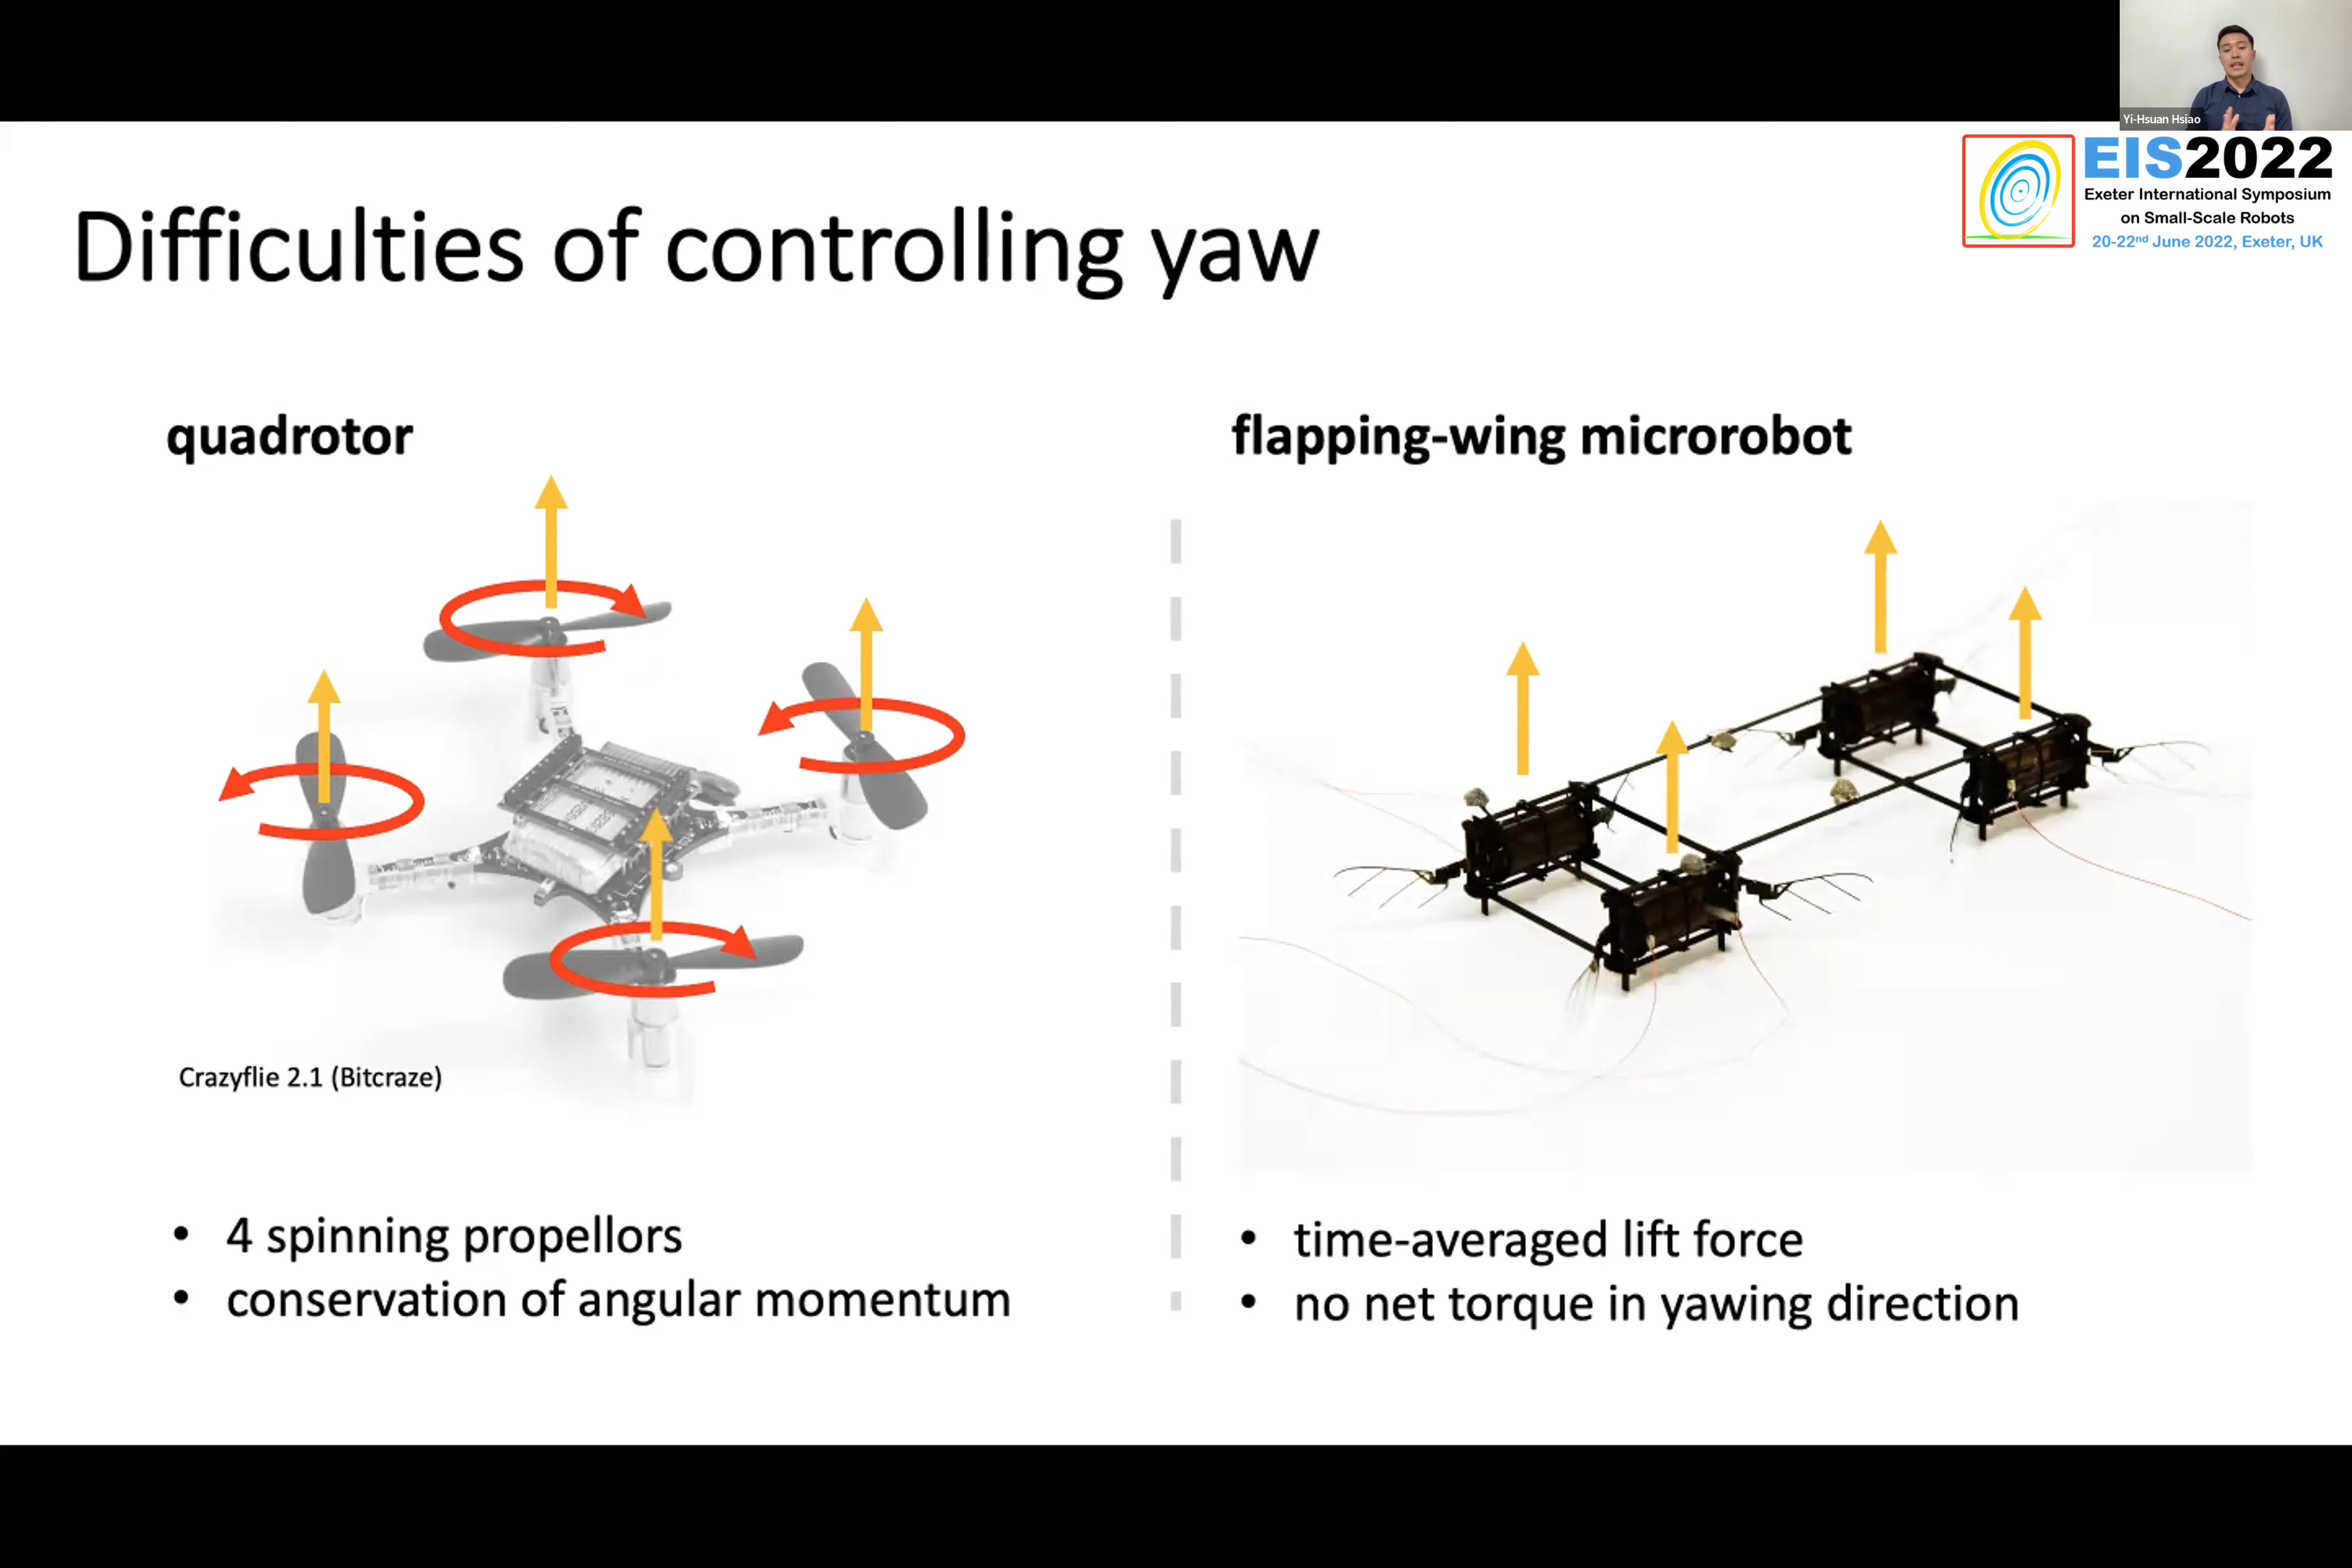 Yi-Hsuan Hsiao
EIS2022
Exeter International Symposium
on Small-Scale Robots
20-22nd June 2022, Exeter, UK
Difficulties of controlling yaw
quadrotor
Crazyflie 2.1 (Bitcraze)
• 4 spinning propellors
• conservation of angular momentum
flapping-wing microrobot
• time-averaged lift force
• no net torque in yawing direction